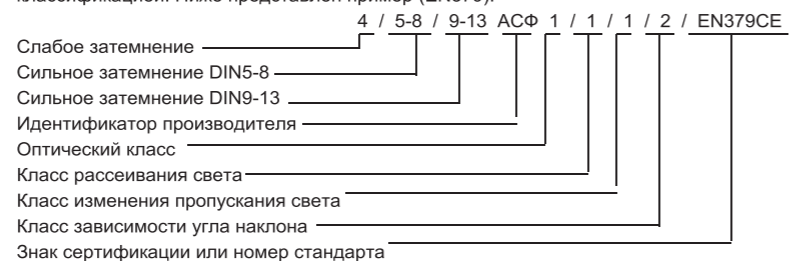 классификацией. Ниже представлен пример (EN379):
4 / 5-8 / 9-13 АСФ 1 / 1 / 1 / 2 / EN379CE
Слабое затемнение
Сильное затемнение DIN5-8
Сильное затемнение DIN9-13
Идентификатор производителя
Оптический класс
Класс рассеивания света
Класс изменения пропускания света
Класс зависимости угла наклона
Знак сертификации или номер стандарта